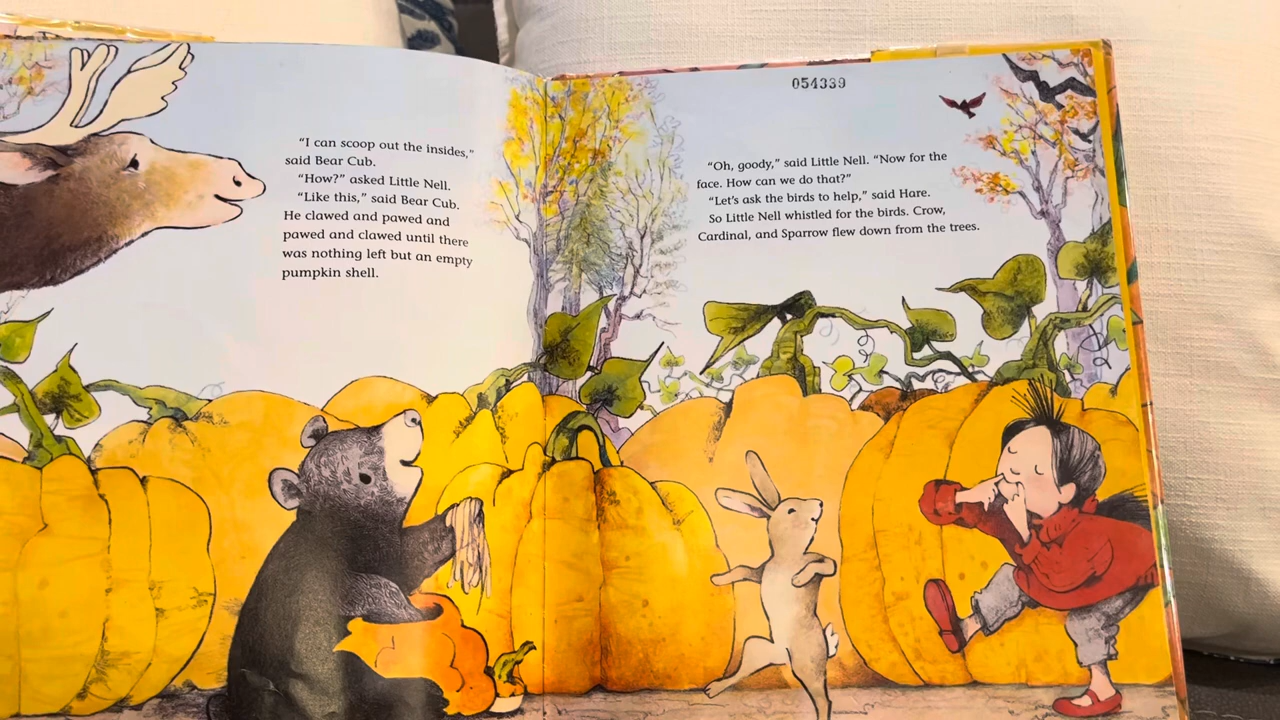 “I can scoop out the insides,”
said Bear Cub.
“How?” asked Little Nell.
“Like this,” said Bear Cub.
He clawed and pawed and
pawed and clawed until there
was nothing left but an empty
pumpkin shell.
054339
“Oh, goody,” said Little Nell. “Now for the
face. How can we do that?”
“Let’s ask the birds to help,” said Hare.
So Little Nell whistled for the birds. Crow,
Cardinal, and Sparrow flew down from the trees.